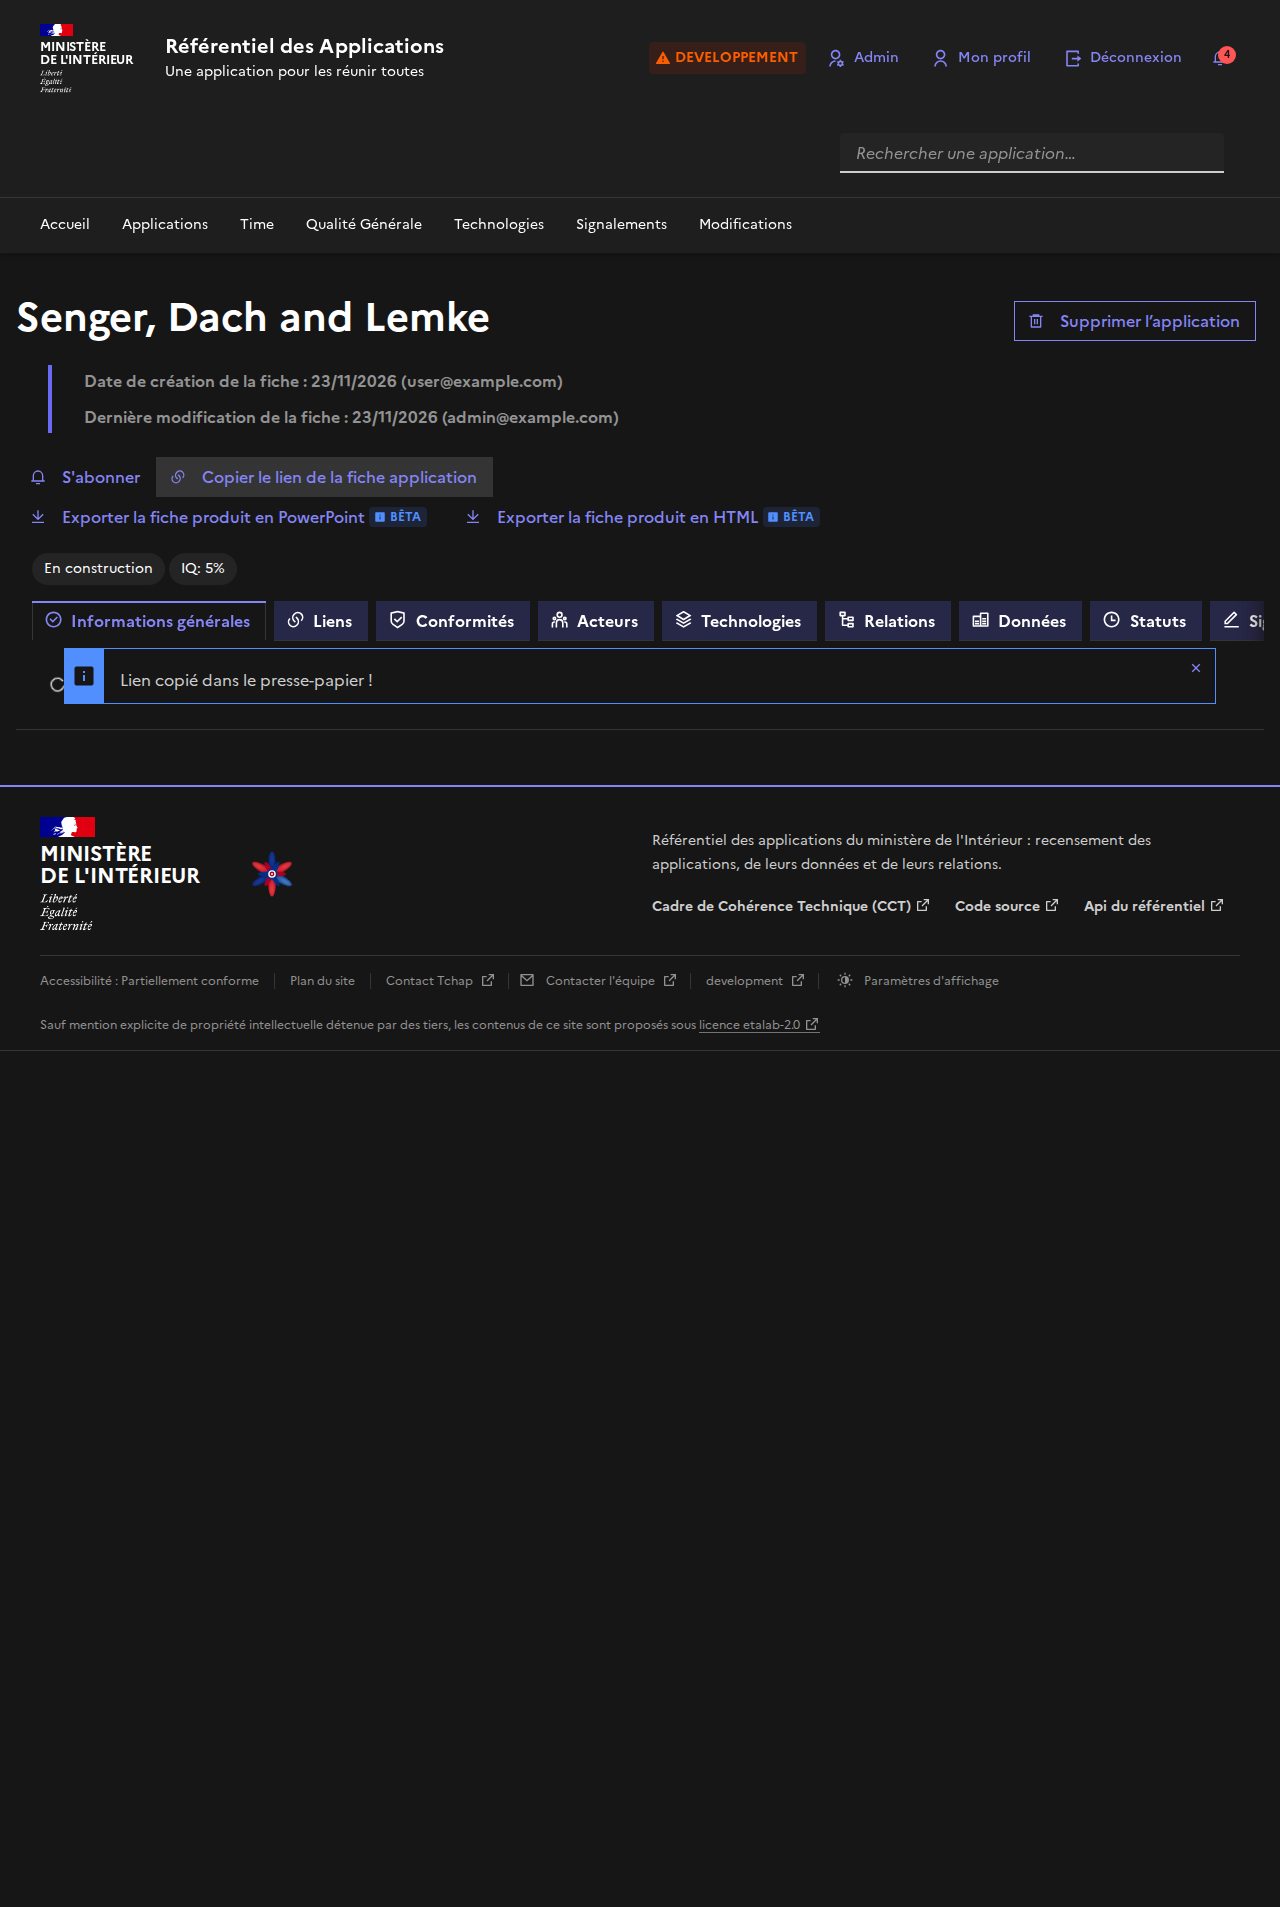 MINISTÈRE
DE L'INTÉRIEUR
Liberté
Égalité
Fraternité
Référentiel des Applications
Une application pour les réunir toutes
DEVELOPPEMENT
Admin
Mon profil
Déconnexion
4
Rechercher une application…
Accueil
Applications
Time
Qualité Générale
Technologies
Signalements
Modifications
Senger, Dach and Lemke
Supprimer l’application
Date de création de la fiche : 23/11/2026 (user@example.com)
Dernière modification de la fiche : 23/11/2026 (admin@example.com)
S'abonner
Copier le lien de la fiche application
Exporter la fiche produit en PowerPoint BÊTA
Exporter la fiche produit en HTML BÊTA
En construction
IQ: 5%
Informations générales
Liens
Conformités
Acteurs
Technologies
Relations
Données
Statuts
Lien copié dans le presse-papier !
MINISTÈRE
DE L'INTÉRIEUR
Liberté
Égalité
Fraternité
Référentiel des applications du ministère de l'Intérieur : recensement des
applications, de leurs données et de leurs relations.
Cadre de Cohérence Technique (CCT)
Code source
Api du référentiel
Accessibilité : Partiellement conforme
Plan du site
Contact Tchap
Contacter l'équipe
development
Paramètres d'affichage
Sauf mention explicite de propriété intellectuelle détenue par des tiers, les contenus de ce site sont proposés sous licence etalab-2.0